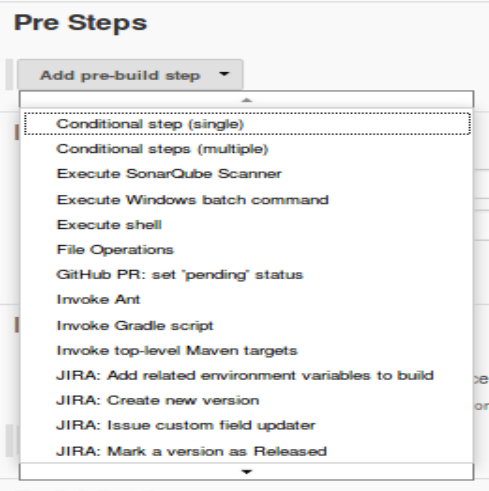 Pre Steps
Add pre-build step
Conditional step (single)
Conditional steps (multiple)
Execute SonarQube Scanner
Execute Windows batch command
Execute shell
File Operations
GitHub PR: set 'pending' status
Invoke Ant
Invoke Gradle script
Invoke top-level Maven targets
JIRA: Add related environment variables to build
JIRA: Create new version
JIRA: Issue custom field updater
JIRA: Mark a version as Released